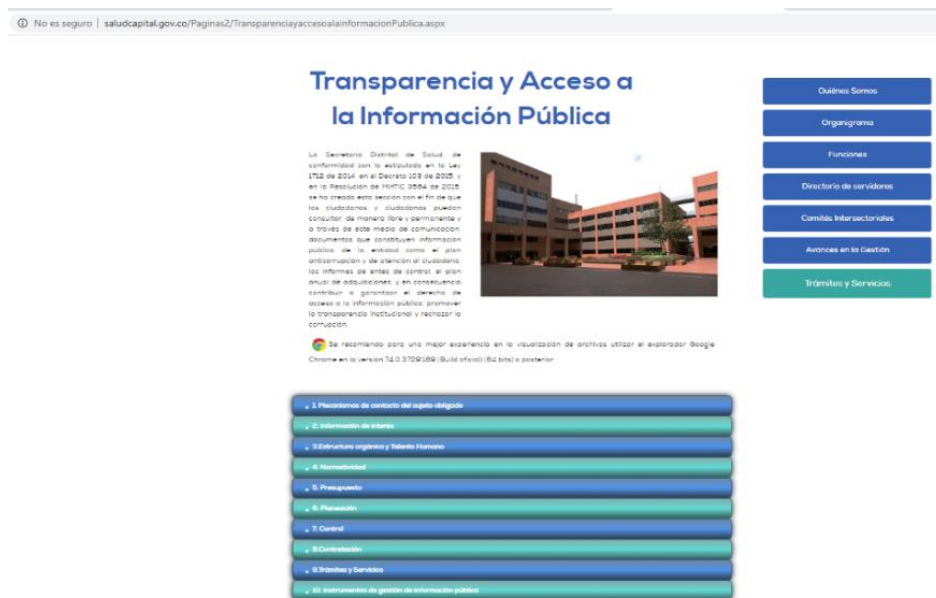 No es seguro | saludcapital.gov.co/Paginas2/TransparenciayaccesoalainformacionPublica.aspx
Transparencia y Acceso a
la Información Pública
La Secretaría Distrital de Salud, de
conformidad con lo estipulado en la Ley
1712 de 2014, en el Decreto 103 de 2015, y
en la Resolución de MinTIC 3564 de 2015,
se ha creado esta sección con el fin de que
los ciudadanos y ciudadanas puedan
consultar, de manera libre y permanente y
a través de este medio de comunicación,
documentos que constituyen información
pública de la entidad como el plan
anticorrupción y de atención al ciudadano,
los informes de entes de control, el plan
anual de adquisiciones, y en consecuencia
contribuir a garantizar el derecho de
acceso a la información pública, promover
la transparencia institucional y rechazar la
corrupción.
Se recomienda para una mejor experiencia en la visualización de archivos utilizar el explorador Google
Chrome en la versión 74.0.3729.169 (Build oficial) (64 bits) o posterior
Quiénes Somos
Organigrama
Funciones
Directorio de servidores
Comités Intersectoriales
Avances en la Gestión
Trámites y Servicios
1. Mecanismos de contacto del sujeto obligado
2. Información de interés
3.Estructura orgánica y Talento Humano
4. Normatividad
5. Presupuesto
6. Planeación
7. Control
8.Contratación
9.Trámites y Servicios
10. Instrumentos de gestión de información pública